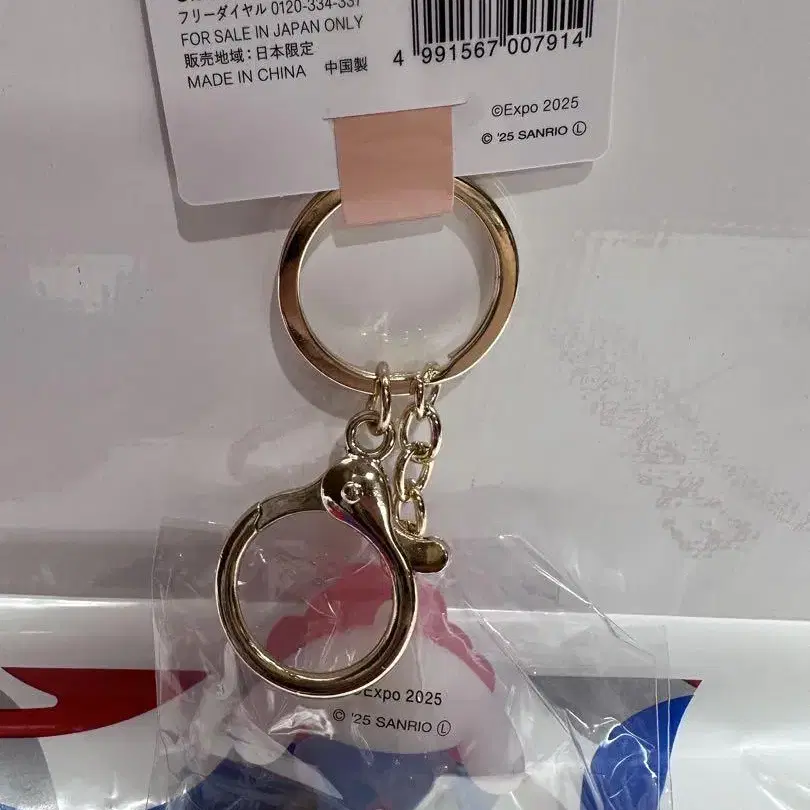 フリーダイヤル 0120-334-337
FOR SALE IN JAPAN ONLY
販売地域：日本限定
MADE IN CHINA 中国製
4 991567 007914
©Expo 2025
© '25 SANRIO Ⓛ
©Expo 2025
© '25 SANRIO Ⓛ